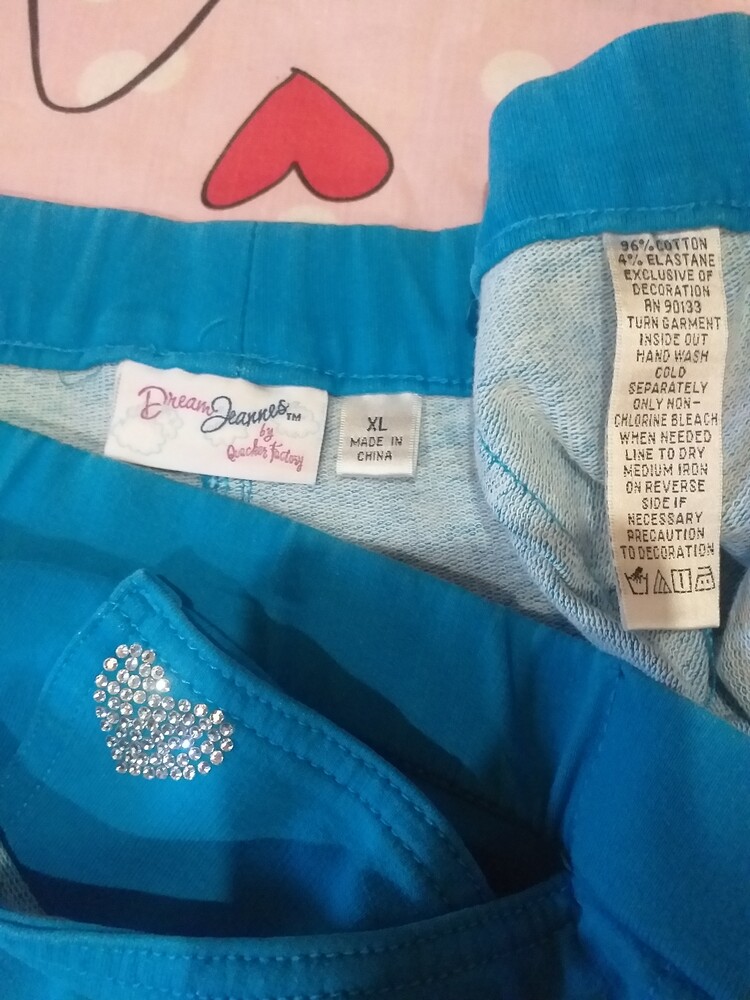 Dream Jeannes™
by
Quacker Factory
XL
MADE IN
CHINA
96% COTTON
4% ELASTANE
EXCLUSIVE OF
DECORATION
RN 90133
TURN GARMENT
INSIDE OUT
HAND WASH
COLD
SEPARATELY
ONLY NON-
CHLORINE BLEACH
WHEN NEEDED
LINE TO DRY
MEDIUM IRON
ON REVERSE
SIDE IF
NECESSARY
PRECAUTION
TO DECORATION